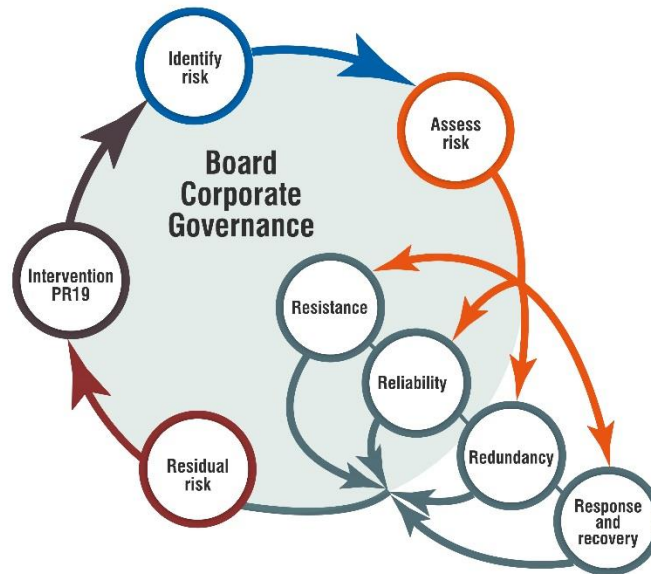 Identify
risk
Assess
risk
Board
Corporate
Governance
Intervention
PR19
Resistance
Reliability
Redundancy
Response
and
recovery
Residual
risk